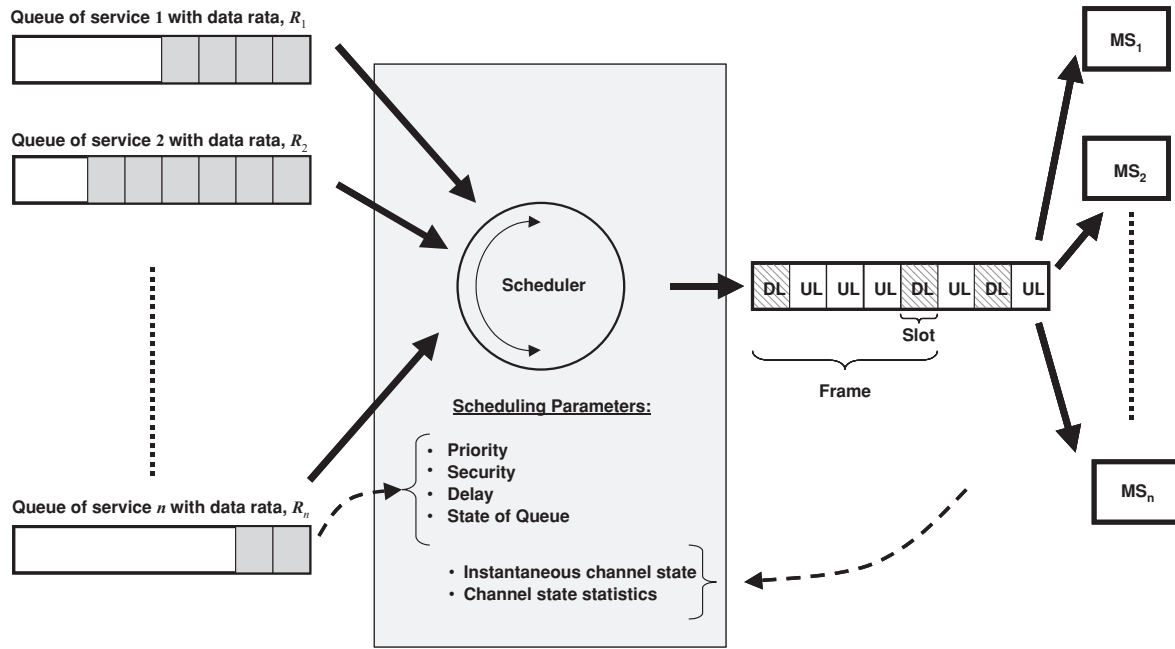 Queue of service 1 with data rata, R₁
Queue of service 2 with data rata, R₂
Queue of service n with data rata, Rₙ
Scheduler
Scheduling Parameters:
• Priority
• Security
• Delay
• State of Queue
• Instantaneous channel state
• Channel state statistics
DL UL UL UL DL UL DL UL
Slot
Frame
MS₁
MS₂
MSₙ